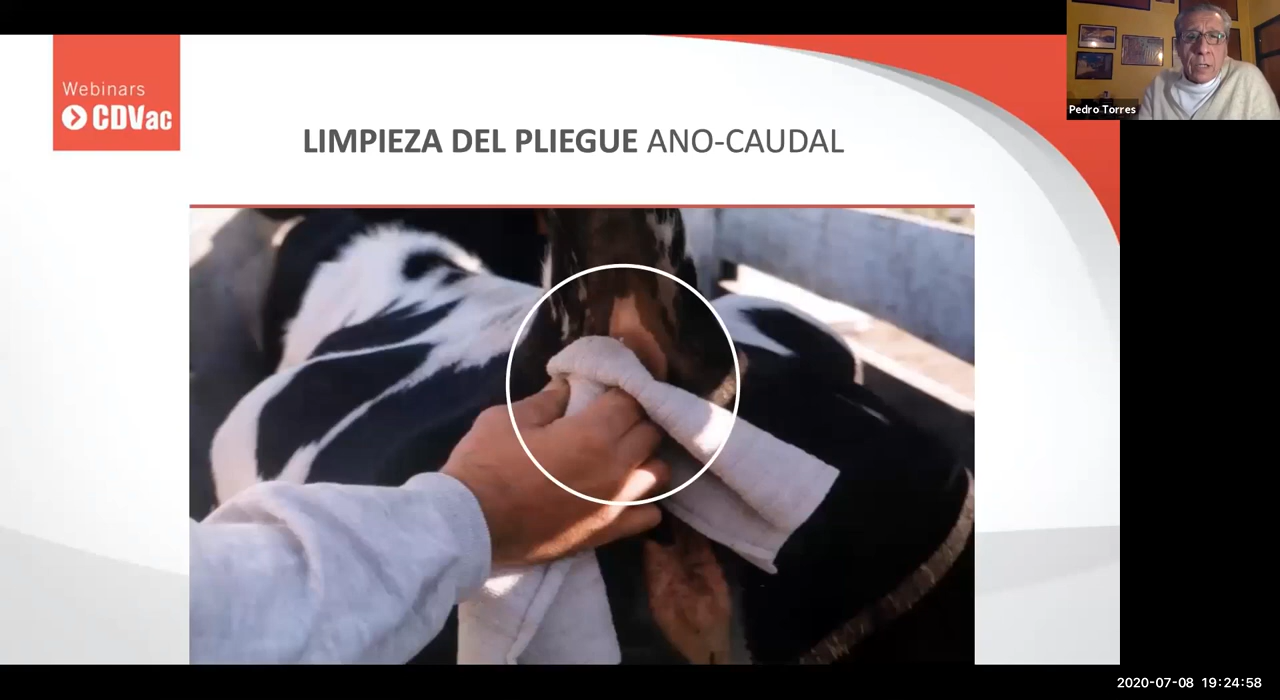 Webinars
CDVac
LIMPIEZA DEL PLIEGUE ANO-CAUDAL
Pedro Torres
2020-07-08 19:24:58